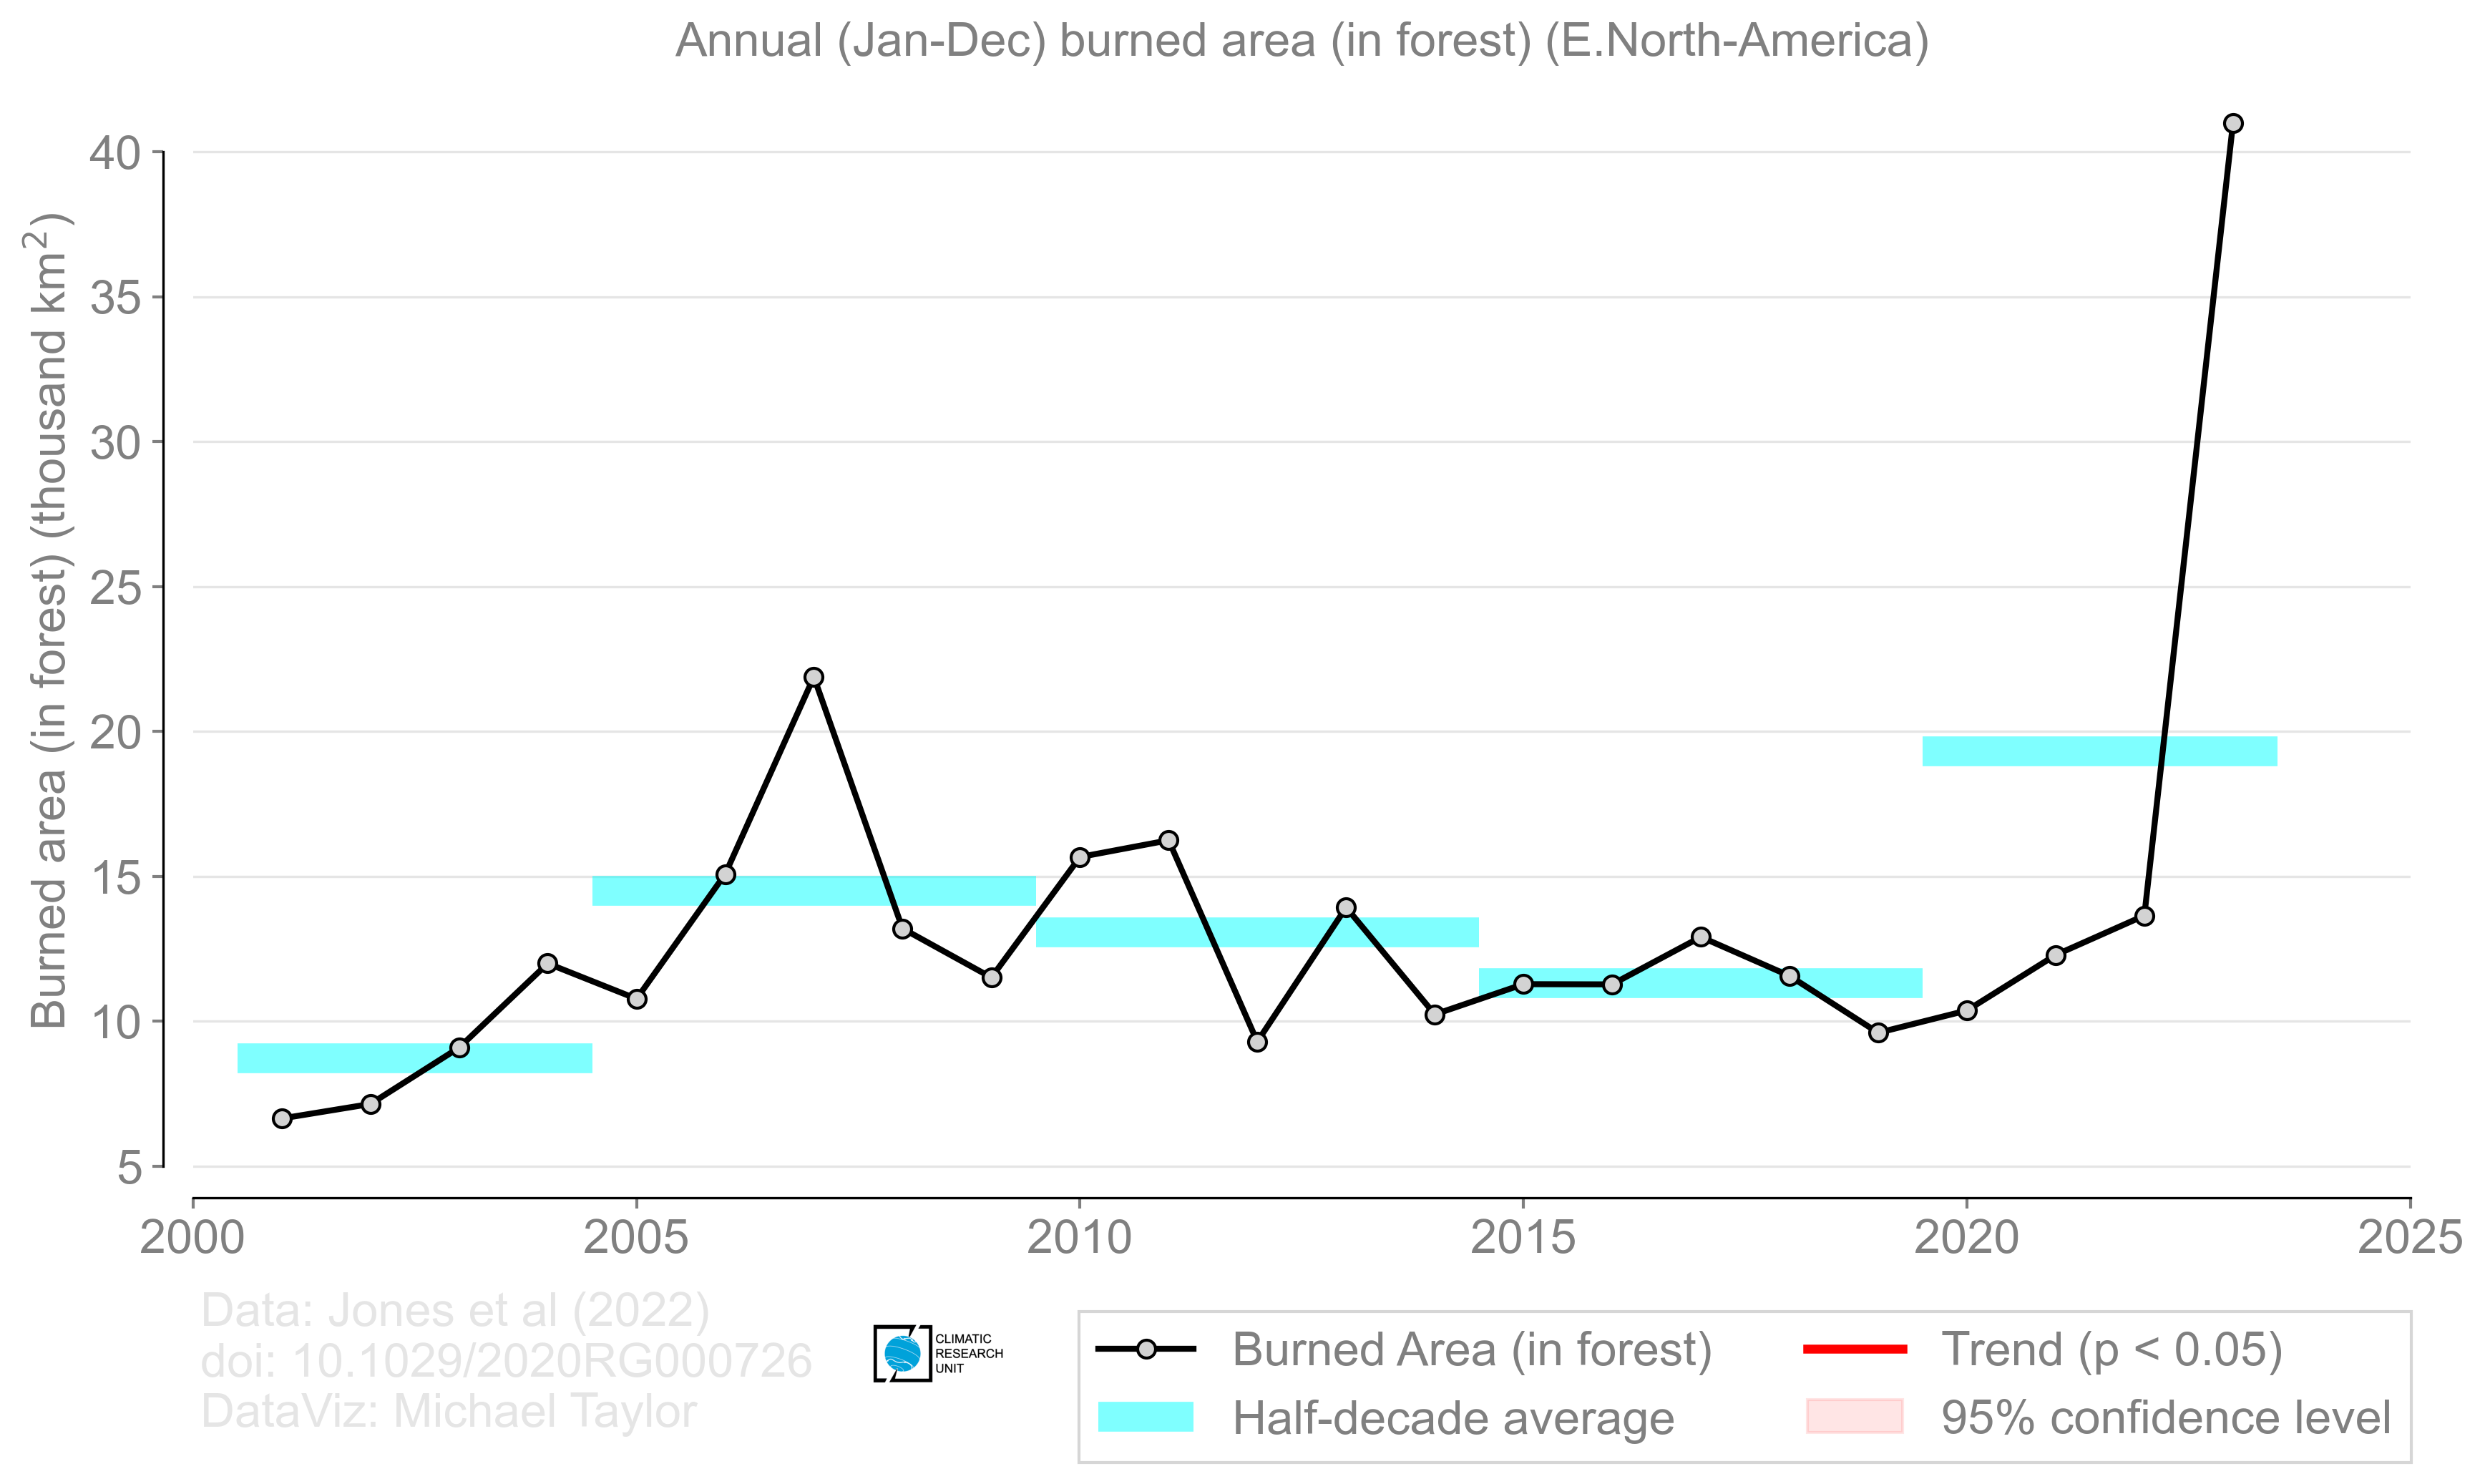 Annual (Jan-Dec) burned area (in forest) (E.North-America)
Burned area (in forest) (thousand km²)
40
35
30
25
20
15
10
5
2000
2005
2010
2015
2020
2025
Data: Jones et al (2022)
doi: 10.1029/2020RG000726
DataViz: Michael Taylor
CLIMATIC
RESEARCH
UNIT
Burned Area (in forest)
Half-decade average
Trend (p < 0.05)
95% confidence level